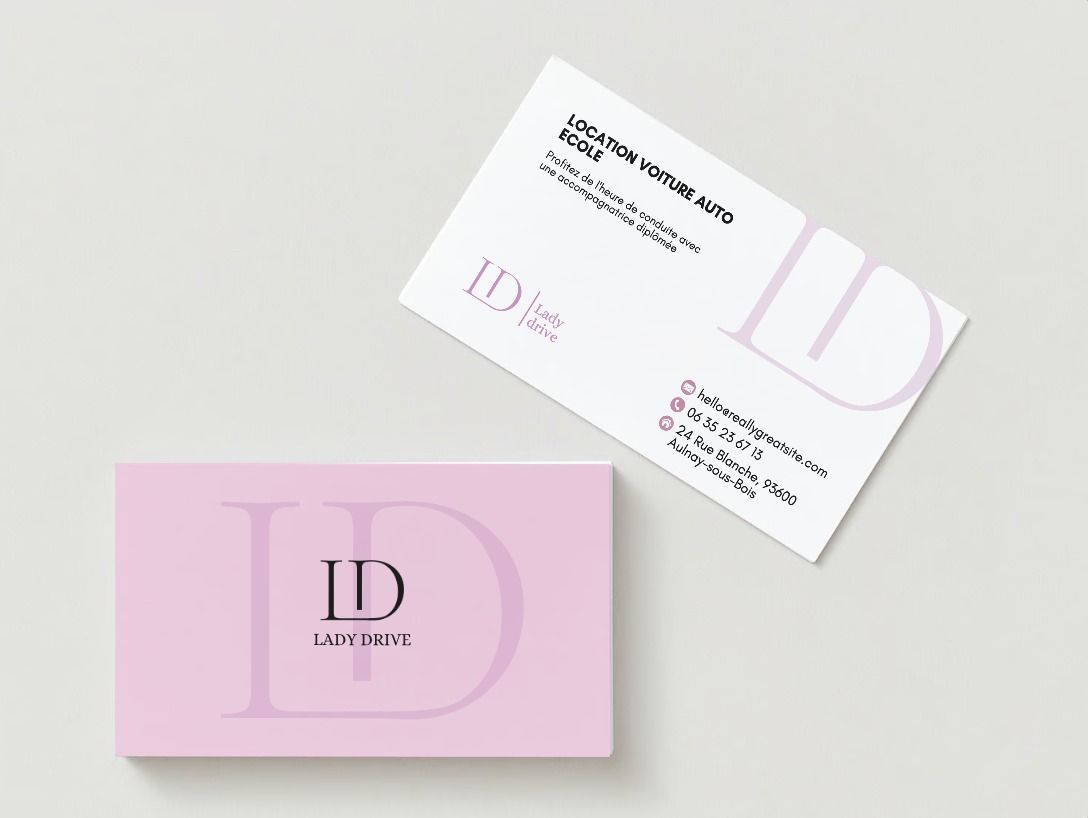 LOCATION VOITURE AUTO
ECOLE
Profitez de l'heure de conduite avec
une accompagnatrice diplômée
LD
Lady
drive
LD
hello@reallygreatsite.com
06 35 23 67 13
24 Rue Blanche, 93600
Aulnay-sous-Bois
LD
LD
LADY DRIVE